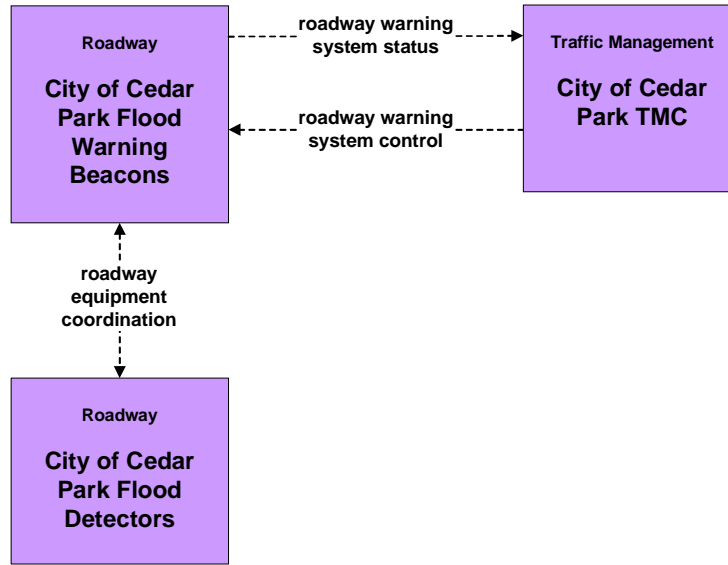 Roadway
City of Cedar
Park Flood
Warning
Beacons
roadway warning
system status
Traffic Management
City of Cedar
Park TMC
roadway warning
system control
roadway
equipment
coordination
Roadway
City of Cedar
Park Flood
Detectors